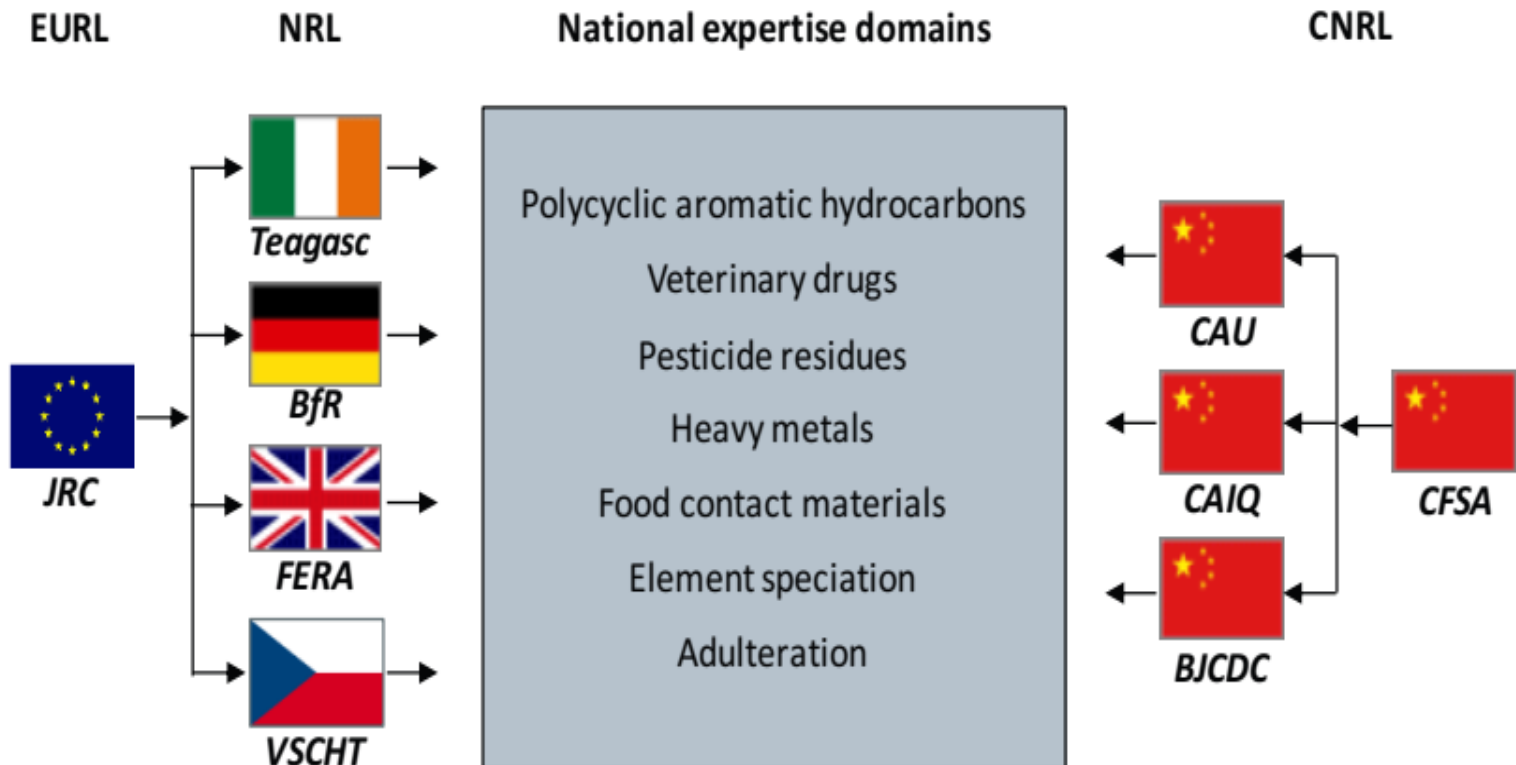 EURL
NRL
National expertise domains
CNRL
Teagasc
BfR
JRC
FERA
VSCHT
Polycyclic aromatic hydrocarbons
Veterinary drugs
Pesticide residues
Heavy metals
Food contact materials
Element speciation
Adulteration
CAU
CAIQ
CFSA
BJCDC